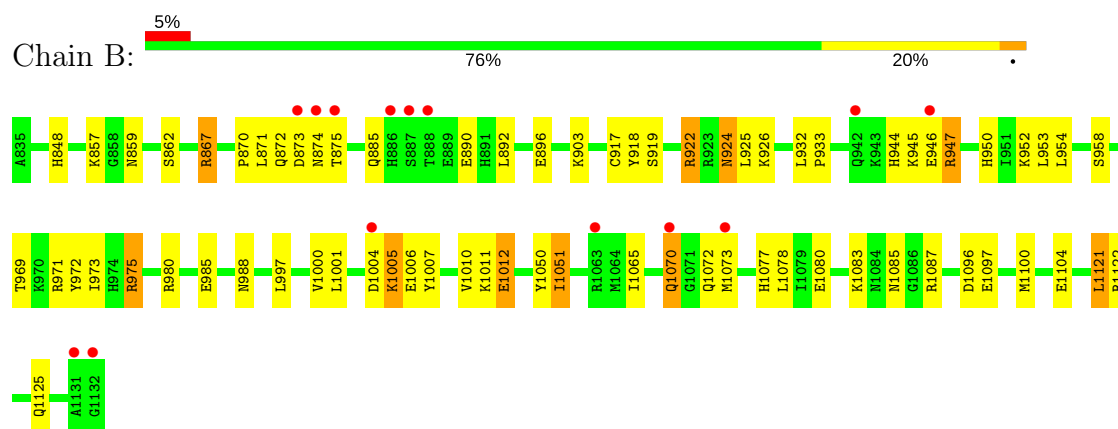 5%
Chain B:
76% 20% •
A835 H848 K857 G858 N859 S862 R867 P870 L871 Q872 D873 N874 T875 Q885 H886 S887 T888 E889 E890 H891 L892 E896 K903 C917 Y918 S919 R922 R923 N924 L925 K926 L932 P933 Q942 K943 H944 K945 E946 R947 H950 I951 K952 L953 L954 S958
T969 K970 R971 Y972 I973 H974 R975 R980 E985 N988 L997 V1000 L1001 D1004 K1005 E1006 Y1007 V1010 K1011 E1012 Y1050 I1051 R1063 M1064 I1065 Q1070 G1071 Q1072 M1073 H1077 L1078 I1079 E1080 K1083 N1084 N1085 G1086 R1087 D1096 E1097 M1100 E1104 L1121
Q1125 A1131 G1132